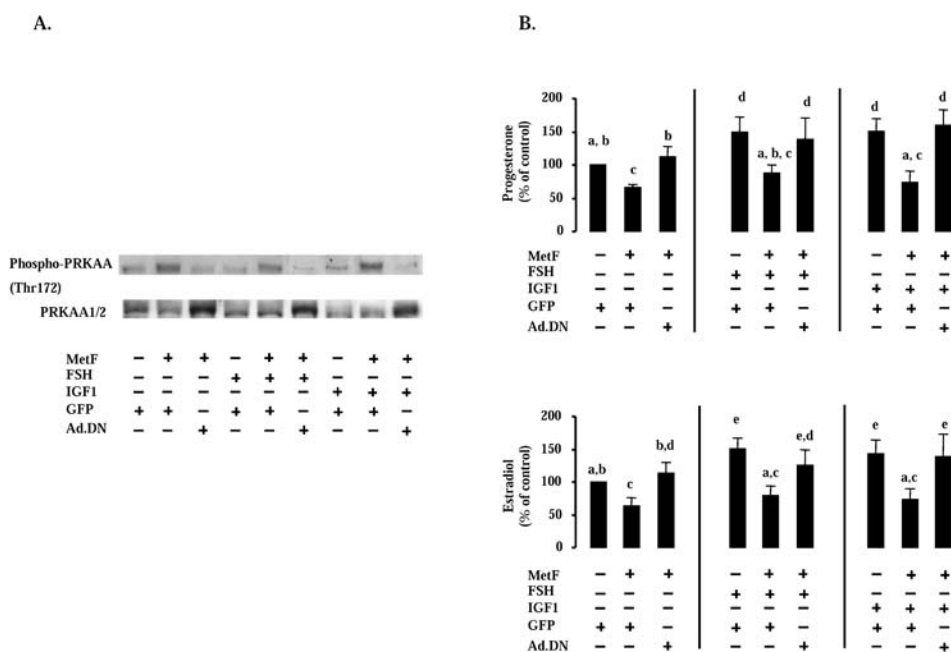 A.
Phospho-PRKAA
(Thr172)
PRKAA1/2
MetF – + + – + + – + +
FSH – – – + + + – – –
IGF1 – – – – – – + + +
GFP + + – + + – + + –
Ad.DN – – + – – + – – +
B.
Progesterone
(% of control)
200
150
100
50
0
a, b c b d a, b, c d d a, c d
MetF – + + – + + – + +
FSH – – – + + + – – –
IGF1 – – – – – – + + +
GFP + + – + + – + + –
Ad.DN – – + – – + – – +
Estradiol
(% of control)
200
150
100
50
0
a,b c b,d e a,c e,d e a,c e
MetF – + + – + + – + +
FSH – – – + + + – – –
IGF1 – – – – – – + + +
GFP + + – + + – + + –
Ad.DN – – + – – + – – +